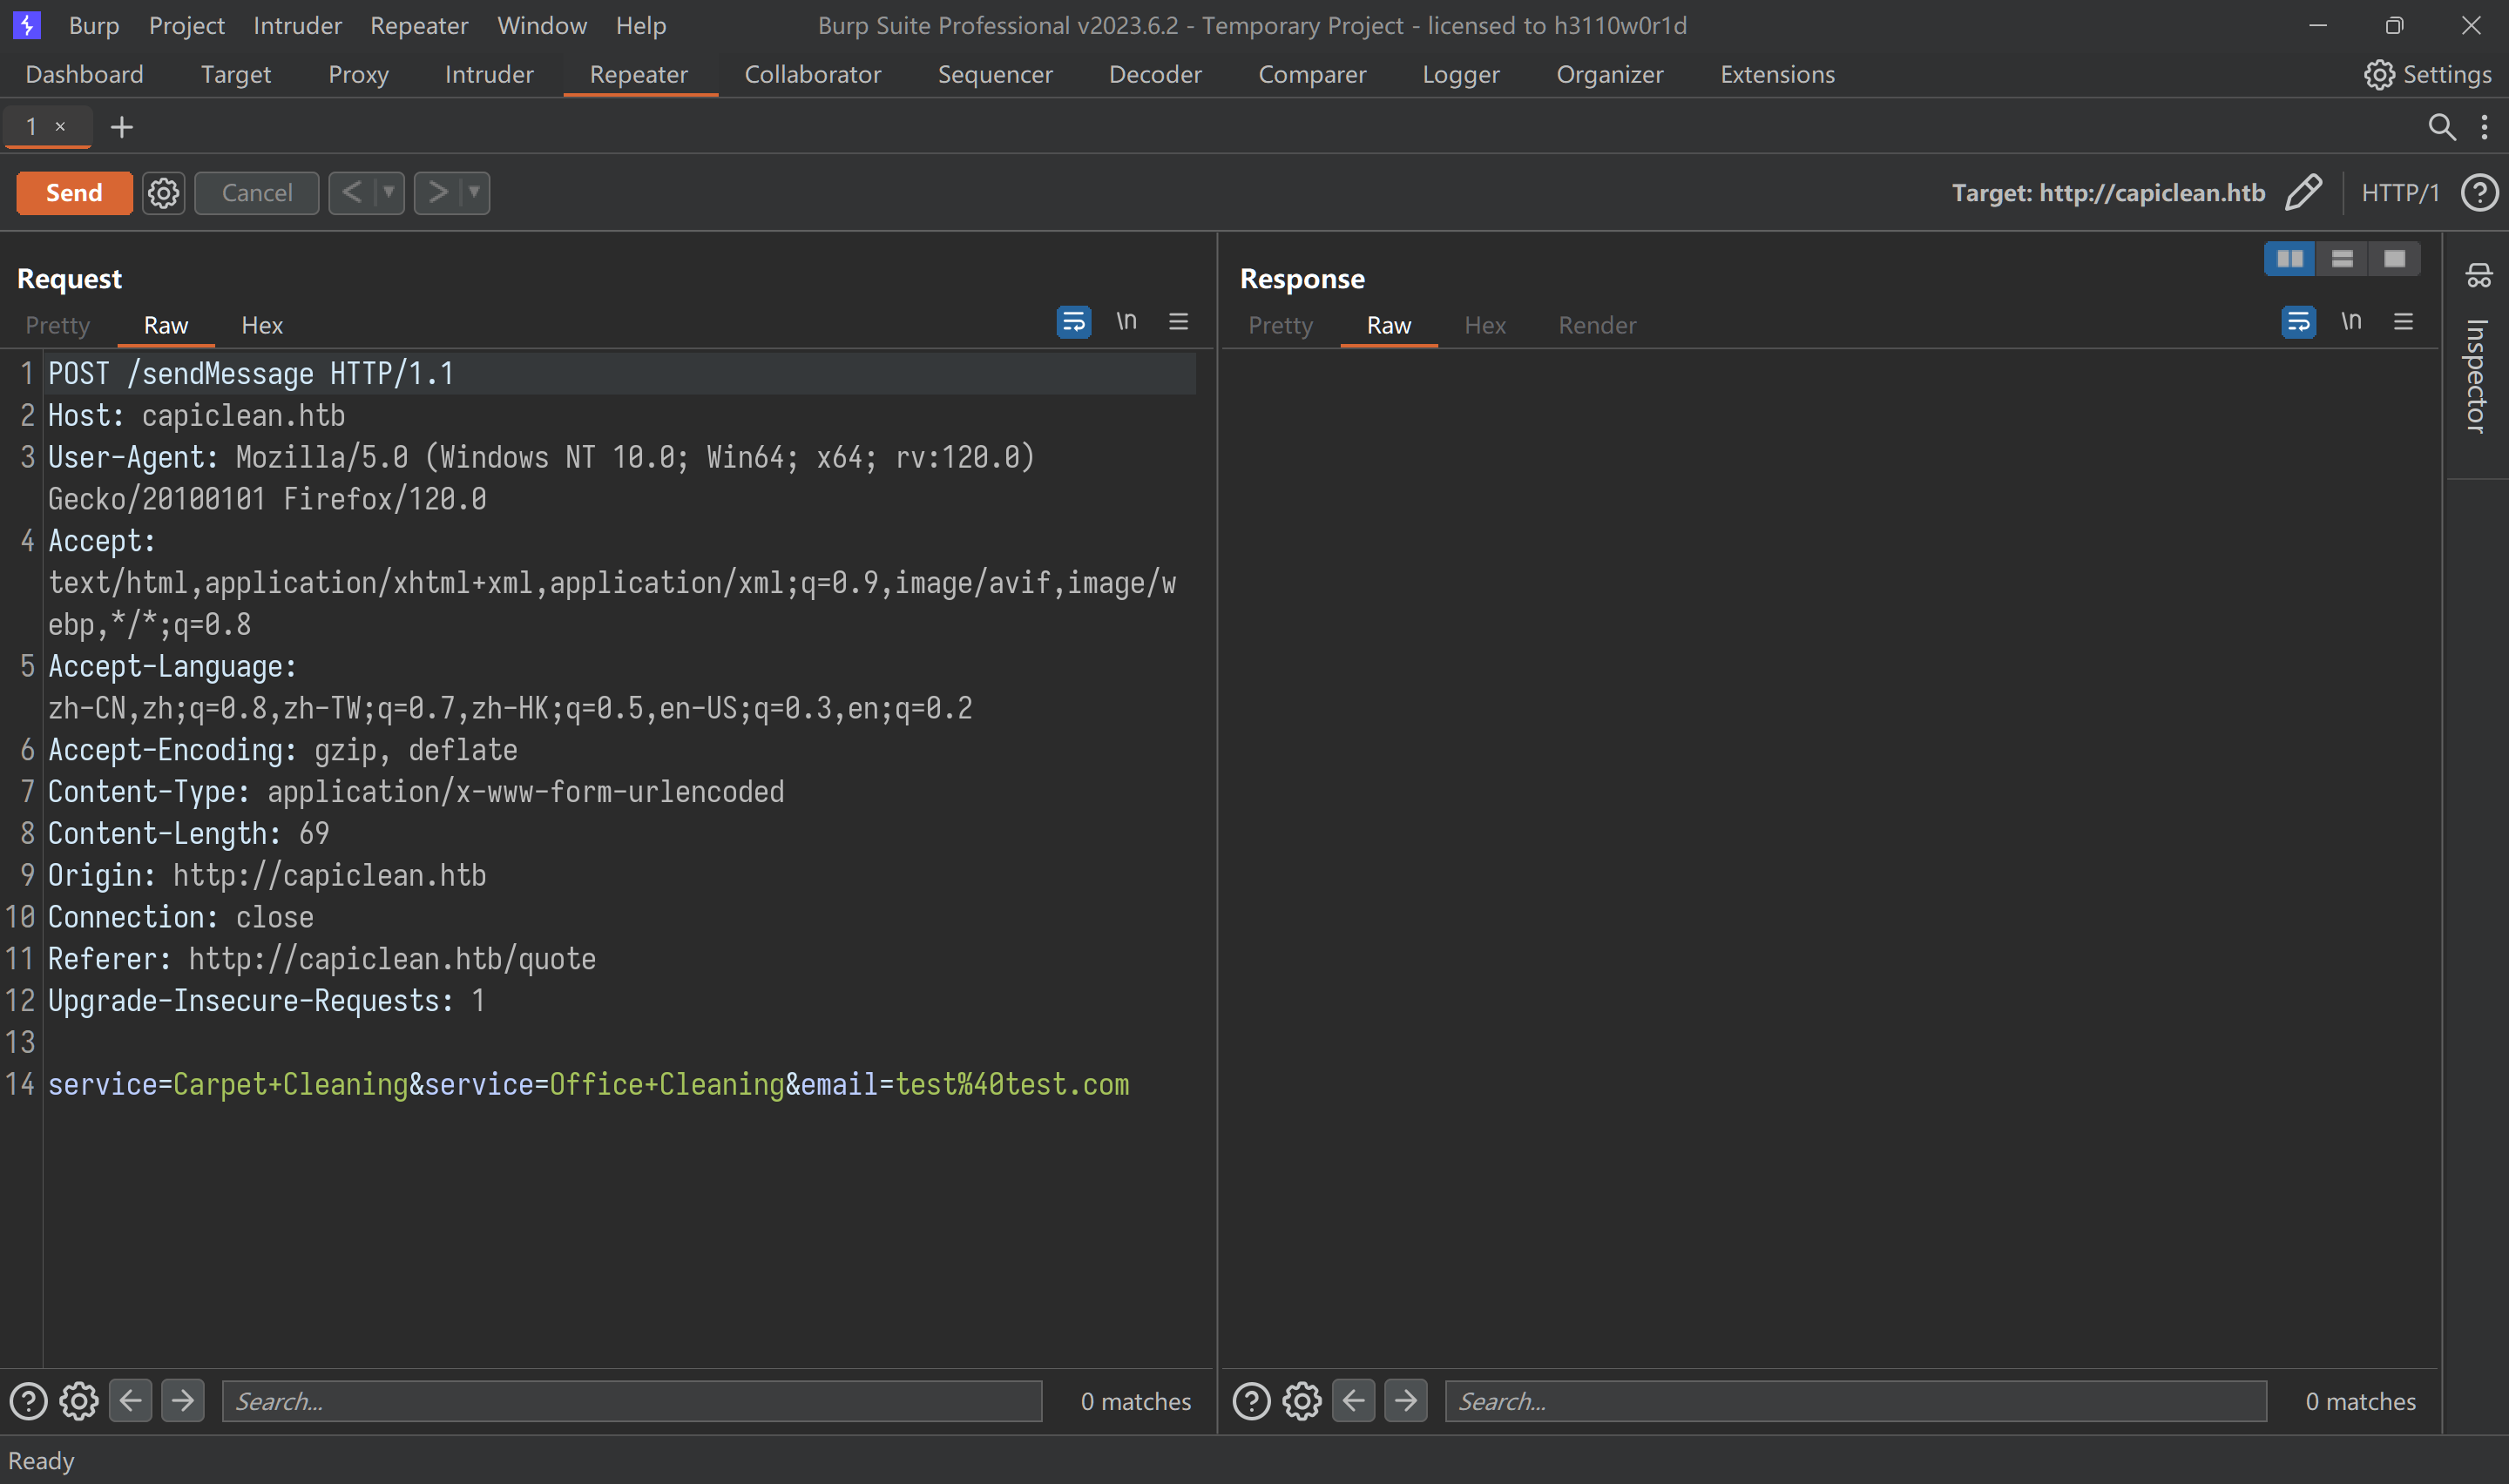 Burp Project Intruder Repeater Window Help Burp Suite Professional v2023.6.2 - Temporary Project - licensed to h3110w0r1d
Dashboard Target Proxy Intruder Repeater Collaborator Sequencer Decoder Comparer Logger Organizer Extensions Settings
1 × +
Send Cancel < > Target: http://capiclean.htb HTTP/1 ?
Request
Pretty Raw Hex \n
1 POST /sendMessage HTTP/1.1
2 Host: capiclean.htb
3 User-Agent: Mozilla/5.0 (Windows NT 10.0; Win64; x64; rv:120.0)
Gecko/20100101 Firefox/120.0
4 Accept:
text/html,application/xhtml+xml,application/xml;q=0.9,image/avif,image/w
ebp,*/*;q=0.8
5 Accept-Language:
zh-CN,zh;q=0.8,zh-TW;q=0.7,zh-HK;q=0.5,en-US;q=0.3,en;q=0.2
6 Accept-Encoding: gzip, deflate
7 Content-Type: application/x-www-form-urlencoded
8 Content-Length: 69
9 Origin: http://capiclean.htb
10 Connection: close
11 Referer: http://capiclean.htb/quote
12 Upgrade-Insecure-Requests: 1
13
14 service=Carpet+Cleaning&service=Office+Cleaning&email=test%40test.com
? Search... 0 matches
Response
Pretty Raw Hex Render \n
? Search... 0 matches
Inspector
Ready